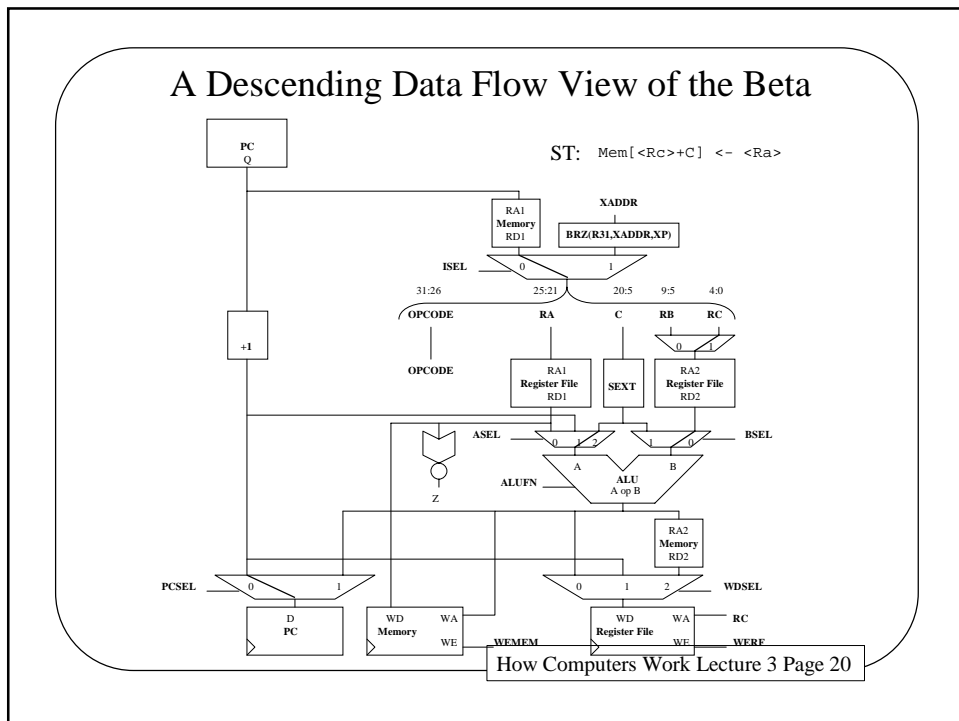 A Descending Data Flow View of the Beta
PC
Q
ST: Mem[<Rc>+C] <- <Ra>
XADDR
RA1
Memory
RD1
BRZ(R31,XADDR,XP)
ISEL
0 1
31:26 25:21 20:5 9:5 4:0
OPCODE RA C RB RC
+1
0 1
OPCODE
RA1
Register File
RD1
SEXT
RA2
Register File
RD2
ASEL
0 1 2
1 0
BSEL
A B
ALU
A op B
ALUFN
Z
RA2
Memory
RD2
PCSEL
0 1
0 1 2
WDSEL
D
PC
WD WA
Memory
WE
WEMEM
WD WA
Register File
WE
RC
WERF
How Computers Work Lecture 3 Page 20